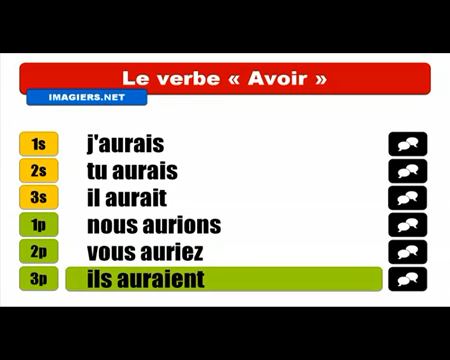 Le verbe « Avoir »
IMAGIERS.NET
1s j'aurais
2s tu aurais
3s il aurait
1p nous aurions
2p vous auriez
3p ils auraient